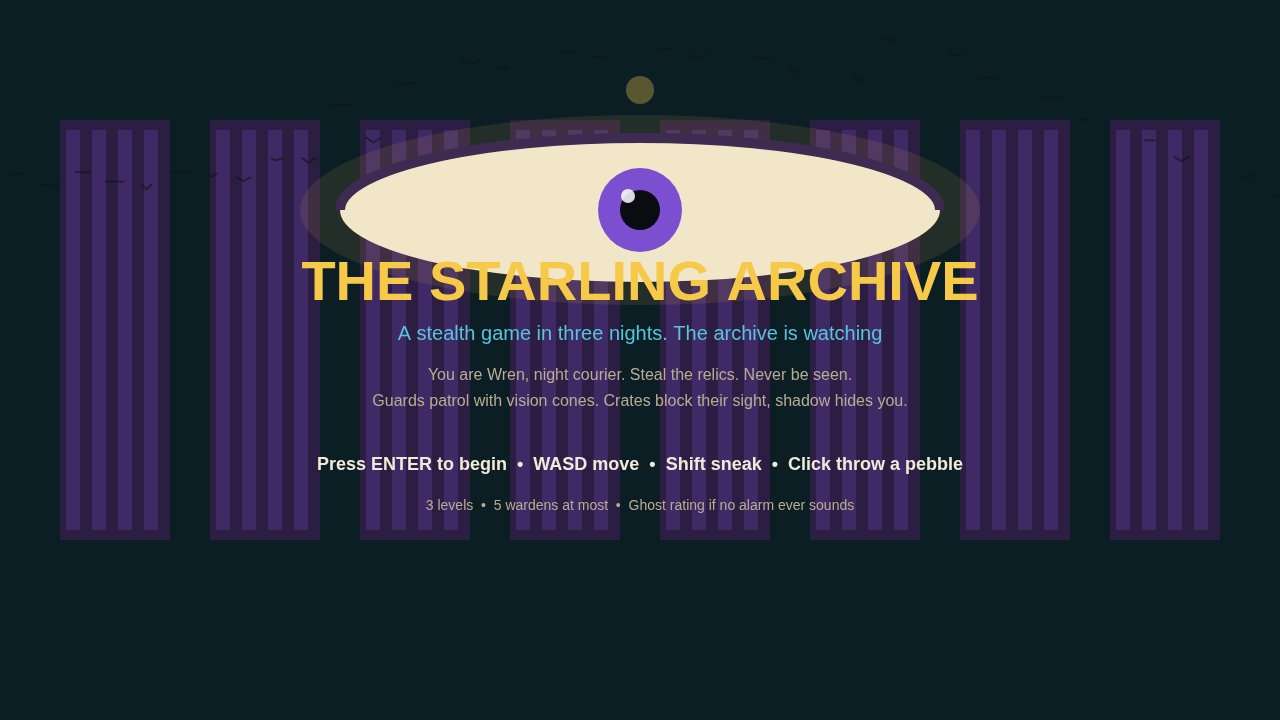 THE STARLING ARCHIVE
A stealth game in three nights. The archive is watching
You are Wren, night courier. Steal the relics. Never be seen.
Guards patrol with vision cones. Crates block their sight, shadow hides you.
Press ENTER to begin • WASD move • Shift sneak • Click throw a pebble
3 levels • 5 wardens at most • Ghost rating if no alarm ever sounds